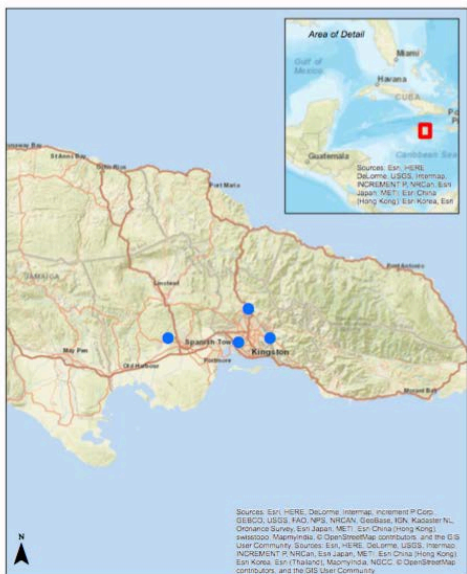 Area of Detail
Miami
Gulf of
Mexico
Havana
CUBA
Guatemala
Caribbean Sea
Sources: Esri, HERE,
DeLorme, USGS, Intermap,
INCREMENT P, NRCan, Esri
Japan, METI, Esri China
(Hong Kong), Esri Korea, Esri
St Ann's Bay
Ocho Rios
Port Maria
Port Antonio
JAMAICA
Linstead
Spanish Tow
Kingston
May Pen
Old Harbour
Portmore
Morant Bay
Sources: Esri, HERE, DeLorme, Intermap, increment P Corp.,
GEBCO, USGS, FAO, NPS, NRCAN, GeoBase, IGN, Kadaster NL,
Ordnance Survey, Esri Japan, METI, Esri China (Hong Kong),
swisstopo, MapmyIndia, © OpenStreetMap contributors, and the GIS
User Community, Sources: Esri, HERE, DeLorme, USGS, Intermap,
INCREMENT P, NRCan, Esri Japan, METI, Esri China (Hong Kong),
Esri Korea, Esri (Thailand), MapmyIndia, NGCC, © OpenStreetMap
contributors, and the GIS User Community
N